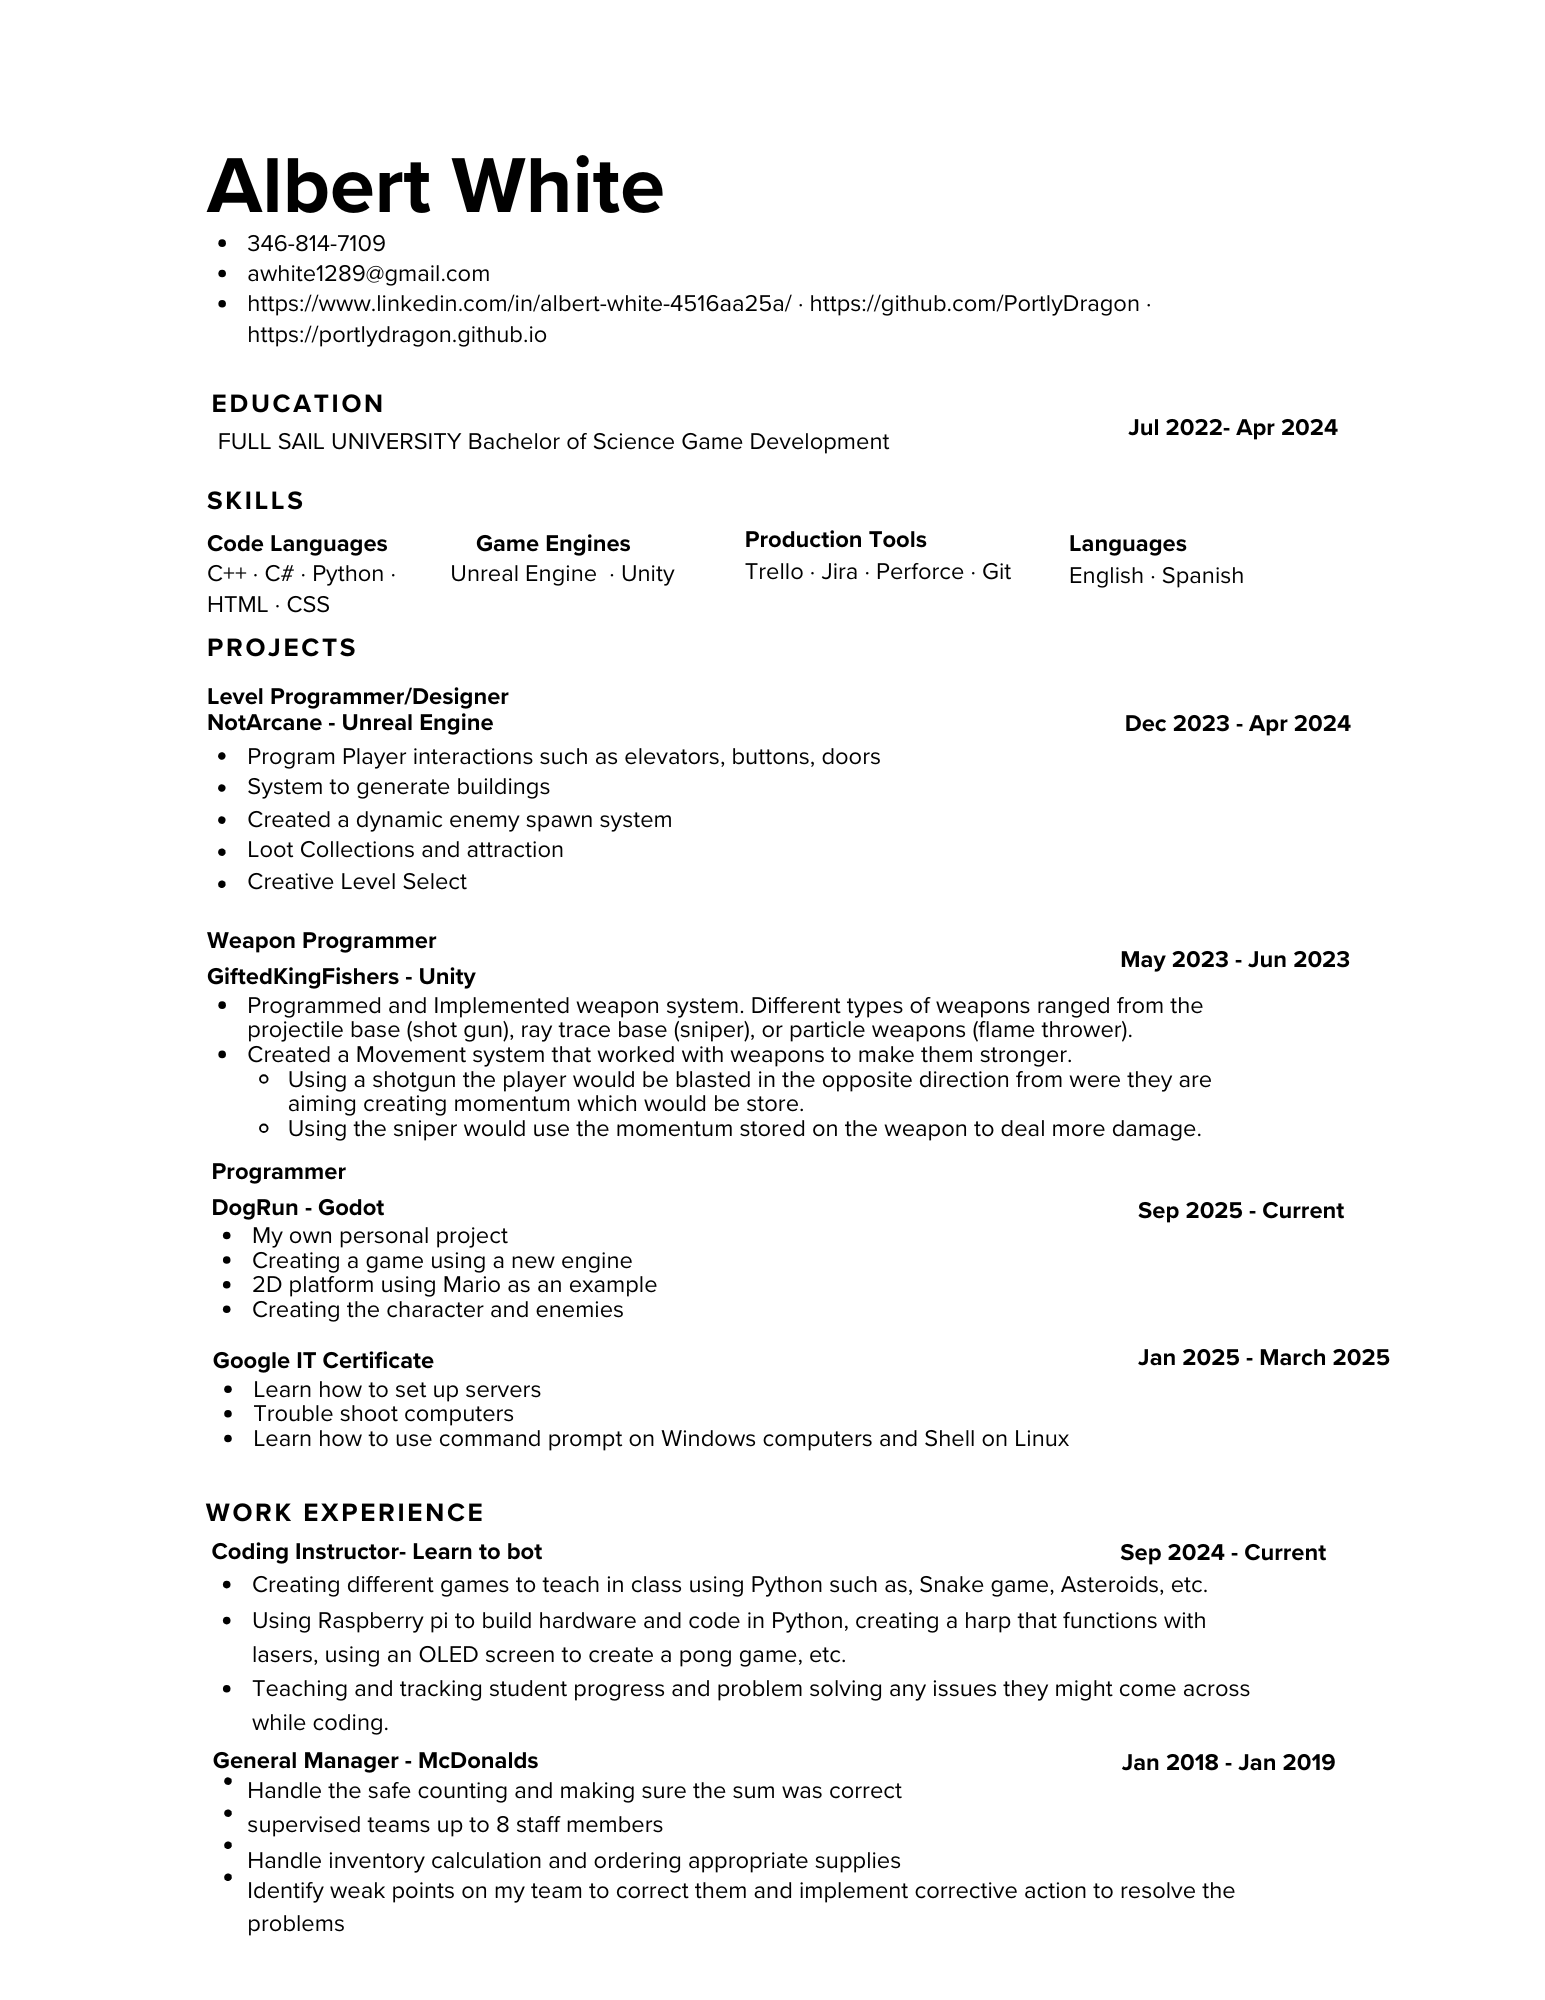 Albert White
• 346-814-7109
• awhite1289@gmail.com
• https://www.linkedin.com/in/albert-white-4516aa25a/ · https://github.com/PortlyDragon ·
https://portlydragon.github.io
EDUCATION
FULL SAIL UNIVERSITY Bachelor of Science Game Development
Jul 2022- Apr 2024
SKILLS
Code Languages
C++ · C# · Python ·
HTML · CSS
Game Engines
Unreal Engine · Unity
Production Tools
Trello · Jira · Perforce · Git
Languages
English · Spanish
PROJECTS
Level Programmer/Designer
NotArcane - Unreal Engine
Dec 2023 - Apr 2024
• Program Player interactions such as elevators, buttons, doors
• System to generate buildings
• Created a dynamic enemy spawn system
• Loot Collections and attraction
• Creative Level Select
Weapon Programmer
May 2023 - Jun 2023
GiftedKingFishers - Unity
• Programmed and Implemented weapon system. Different types of weapons ranged from the
projectile base (shot gun), ray trace base (sniper), or particle weapons (flame thrower).
• Created a Movement system that worked with weapons to make them stronger.
◦ Using a shotgun the player would be blasted in the opposite direction from were they are
aiming creating momentum which would be store.
◦ Using the sniper would use the momentum stored on the weapon to deal more damage.
Programmer
DogRun - Godot
Sep 2025 - Current
• My own personal project
• Creating a game using a new engine
• 2D platform using Mario as an example
• Creating the character and enemies
Google IT Certificate
Jan 2025 - March 2025
• Learn how to set up servers
• Trouble shoot computers
• Learn how to use command prompt on Windows computers and Shell on Linux
WORK EXPERIENCE
Coding Instructor- Learn to bot
Sep 2024 - Current
• Creating different games to teach in class using Python such as, Snake game, Asteroids, etc.
• Using Raspberry pi to build hardware and code in Python, creating a harp that functions with
lasers, using an OLED screen to create a pong game, etc.
• Teaching and tracking student progress and problem solving any issues they might come across
while coding.
General Manager - McDonalds
Jan 2018 - Jan 2019
• Handle the safe counting and making sure the sum was correct
• supervised teams up to 8 staff members
• Handle inventory calculation and ordering appropriate supplies
• Identify weak points on my team to correct them and implement corrective action to resolve the
problems